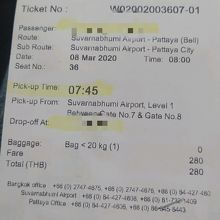 Ticket No : W02002003607-01
Passenger:
Route: Suvarnabhumi Airport - Pattaya (Bell)
Sub Route: Suvarnabhumi Airport - Pattaya City
Date: 08 Mar 2020 Time: 08:00
Seat No.: 36
Pick-up Time: 07:45
Pick-up From: Suvarnabhumi Airport, Level 1
Between Gate No.7 & Gate No.8
Drop-off At:
Baggage: Bag < 20 kg (1) 0
Fare 280
Total (THB) 280
Bangkok office :
Suvarnabhumi Airport :
Pattaya Office :